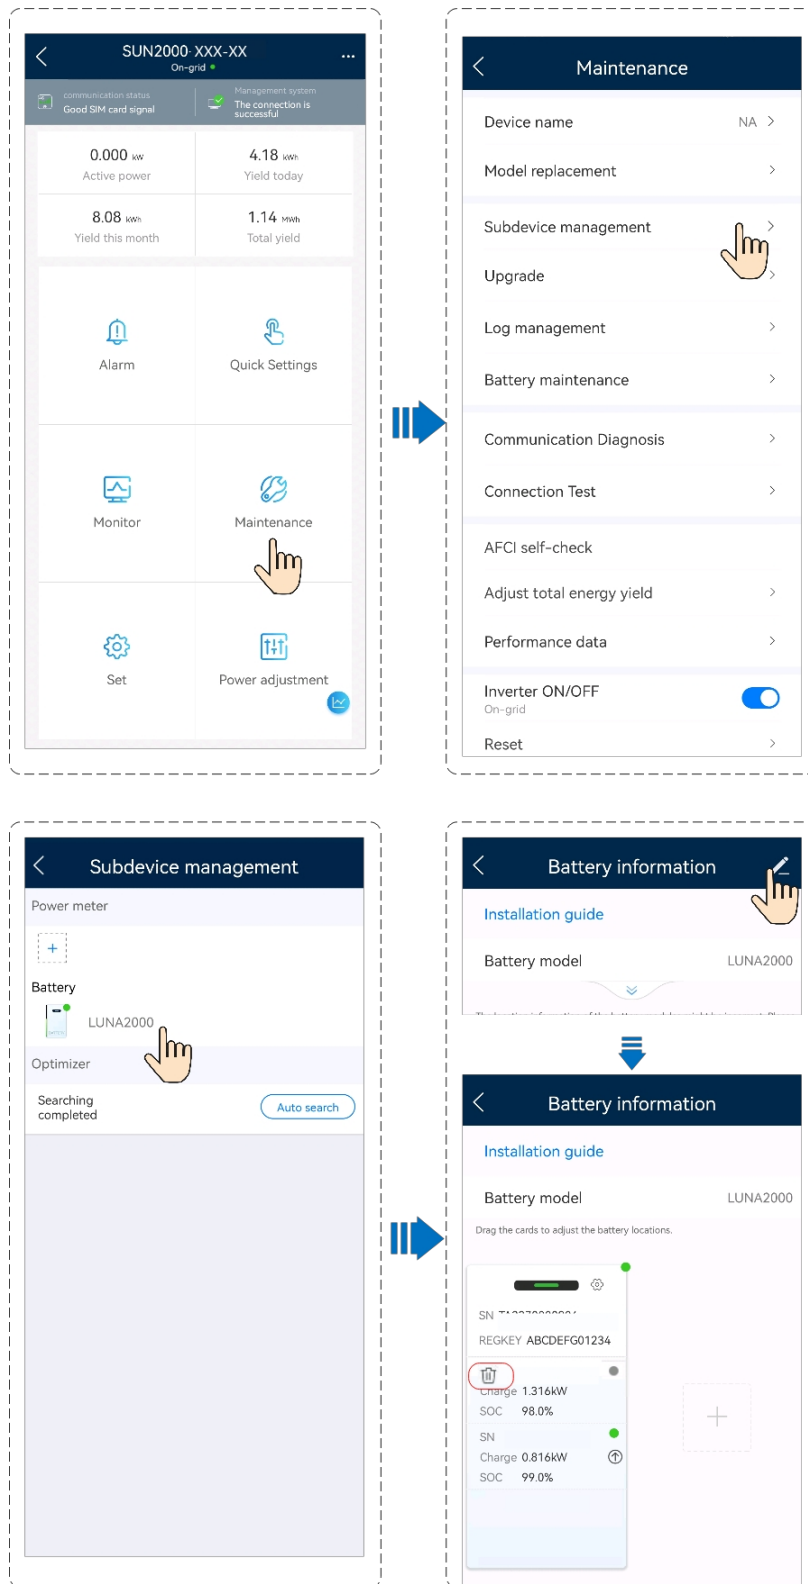 SUN2000-XXX-XX
On-grid
communication status
Good SIM card signal
Management system
The connection is
successful
0.000 kW
Active power
4.18 kWh
Yield today
8.08 kWh
Yield this month
1.14 MWh
Total yield
Alarm
Quick Settings
Monitor
Maintenance
Set
Power adjustment
Maintenance
Device name NA
Model replacement
Subdevice management
Upgrade
Log management
Battery maintenance
Communication Diagnosis
Connection Test
AFCI self-check
Adjust total energy yield
Performance data
Inverter ON/OFF
On-grid
Reset
Subdevice management
Power meter
+
Battery
LUNA2000
Optimizer
Searching
completed
Auto search
Battery information
Installation guide
Battery model LUNA2000
Battery information
Installation guide
Battery model LUNA2000
Drag the cards to adjust the battery locations.
SN
REGKEY ABCDEFG01234
Charge 1.316kW
SOC 98.0%
SN
Charge 0.816kW
SOC 99.0%